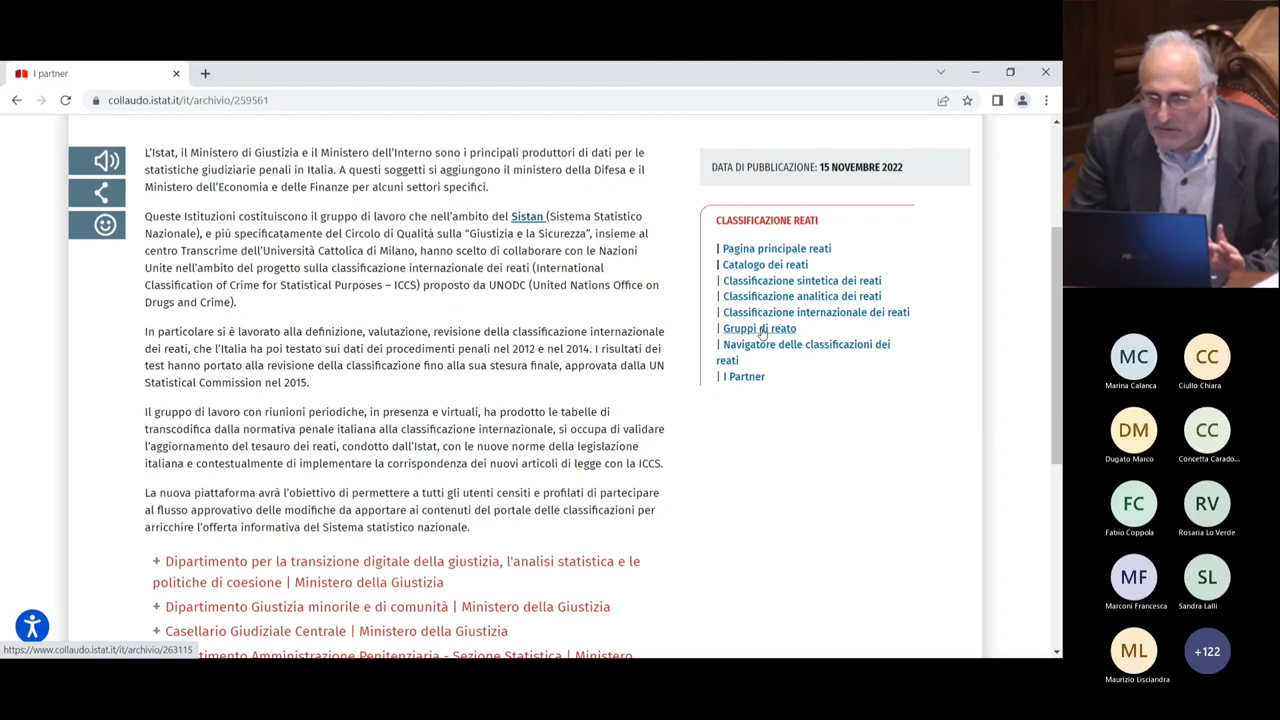 I partner
collaudo.istat.it/it/archivio/259561
L'Istat, il Ministero di Giustizia e il Ministero dell'Interno sono i principali produttori di dati per le
statistiche giudiziarie penali in Italia. A questi soggetti si aggiungono il ministero della Difesa e il
Ministero dell'Economia e delle Finanze per alcuni settori specifici.
Queste Istituzioni costituiscono il gruppo di lavoro che nell'ambito del Sistan (Sistema Statistico
Nazionale), e più specificatamente del Circolo di Qualità sulla "Giustizia e la Sicurezza", insieme al
centro Transcrime dell'Università Cattolica di Milano, hanno scelto di collaborare con le Nazioni
Unite nell'ambito del progetto sulla classificazione internazionale dei reati (International
Classification of Crime for Statistical Purposes – ICCS) proposto da UNODC (United Nations Office on
Drugs and Crime).
In particolare si è lavorato alla definizione, valutazione, revisione della classificazione internazionale
dei reati, che l'Italia ha poi testato sui dati dei procedimenti penali nel 2012 e nel 2014. I risultati dei
test hanno portato alla revisione della classificazione fino alla sua stesura finale, approvata dalla UN
Statistical Commission nel 2015.
Il gruppo di lavoro con riunioni periodiche, in presenza e virtuali, ha prodotto le tabelle di
transcodifica dalla normativa penale italiana alla classificazione internazionale, si occupa di validare
l'aggiornamento del tesauro dei reati, condotto dall'Istat, con le nuove norme della legislazione
italiana e contestualmente di implementare la corrispondenza dei nuovi articoli di legge con la ICCS.
La nuova piattaforma avrà l'obiettivo di permettere a tutti gli utenti censiti e profilati di partecipare
al flusso approvativo delle modifiche da apportare ai contenuti del portale delle classificazioni per
arricchire l'offerta informativa del Sistema statistico nazionale.
+ Dipartimento per la transizione digitale della giustizia, l'analisi statistica e le
politiche di coesione | Ministero della Giustizia
+ Dipartimento Giustizia minorile e di comunità | Ministero della Giustizia
+ Casellario Giudiziale Centrale | Ministero della Giustizia
timento Amministrazione Penitenziaria - Sezione Statistica | Ministero
https://www.collaudo.istat.it/it/archivio/263115
DATA DI PUBBLICAZIONE: 15 NOVEMBRE 2022
CLASSIFICAZIONE REATI
| Pagina principale reati
| Catalogo dei reati
| Classificazione sintetica dei reati
| Classificazione analitica dei reati
| Classificazione internazionale dei reati
| Gruppi di reato
| Navigatore delle classificazioni dei
reati
| I Partner
MC
Marina Calanca
CC
Ciullo Chiara
DM
Dugato Marco
CC
Concetta Carado...
FC
Fabio Coppola
RV
Rosaria Lo Verde
MF
Marconi Francesca
SL
Sandra Lalli
ML
Maurizio Lisciandra
+122